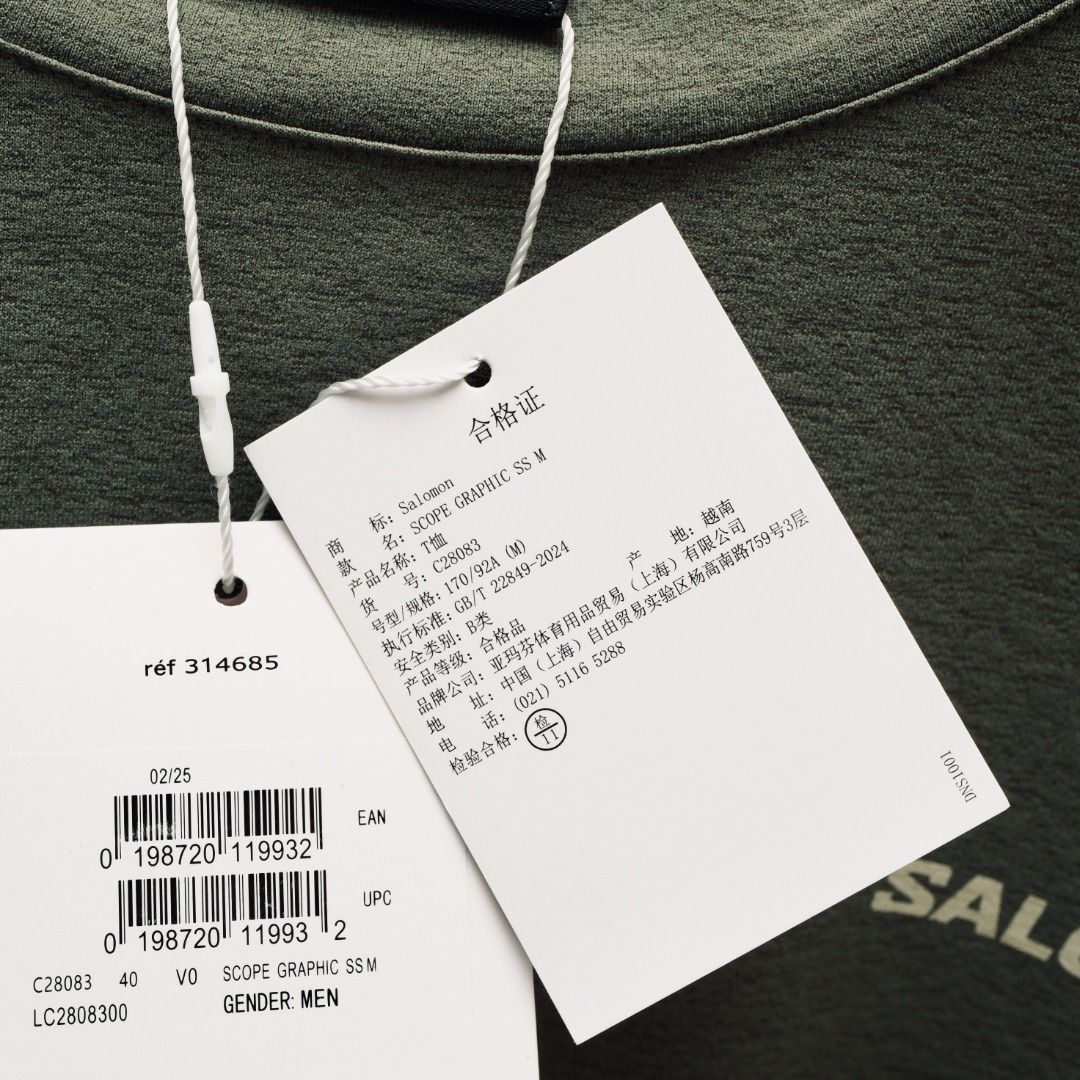 合格证
商 标: Salomon
款 名: SCOPE GRAPHIC SS M
产品名称: T恤
货 号: C28083
号型/规格: 170/92A (M)
执行标准: GB/T 22849-2024
安全类别: B类 产 地: 越南
产品等级: 合格品
品牌公司: 亚玛芬体育用品贸易（上海）有限公司
地 址: 中国（上海）自由贸易实验区杨高南路759号3层
电 话: (021) 5116 5288
检验合格: 检 11
DNS1001
réf 314685
02/25
0 198720 119932
EAN
0 198720 11993 2
UPC
C28083 40 V0 SCOPE GRAPHIC SS M
LC2808300 GENDER: MEN
SALO